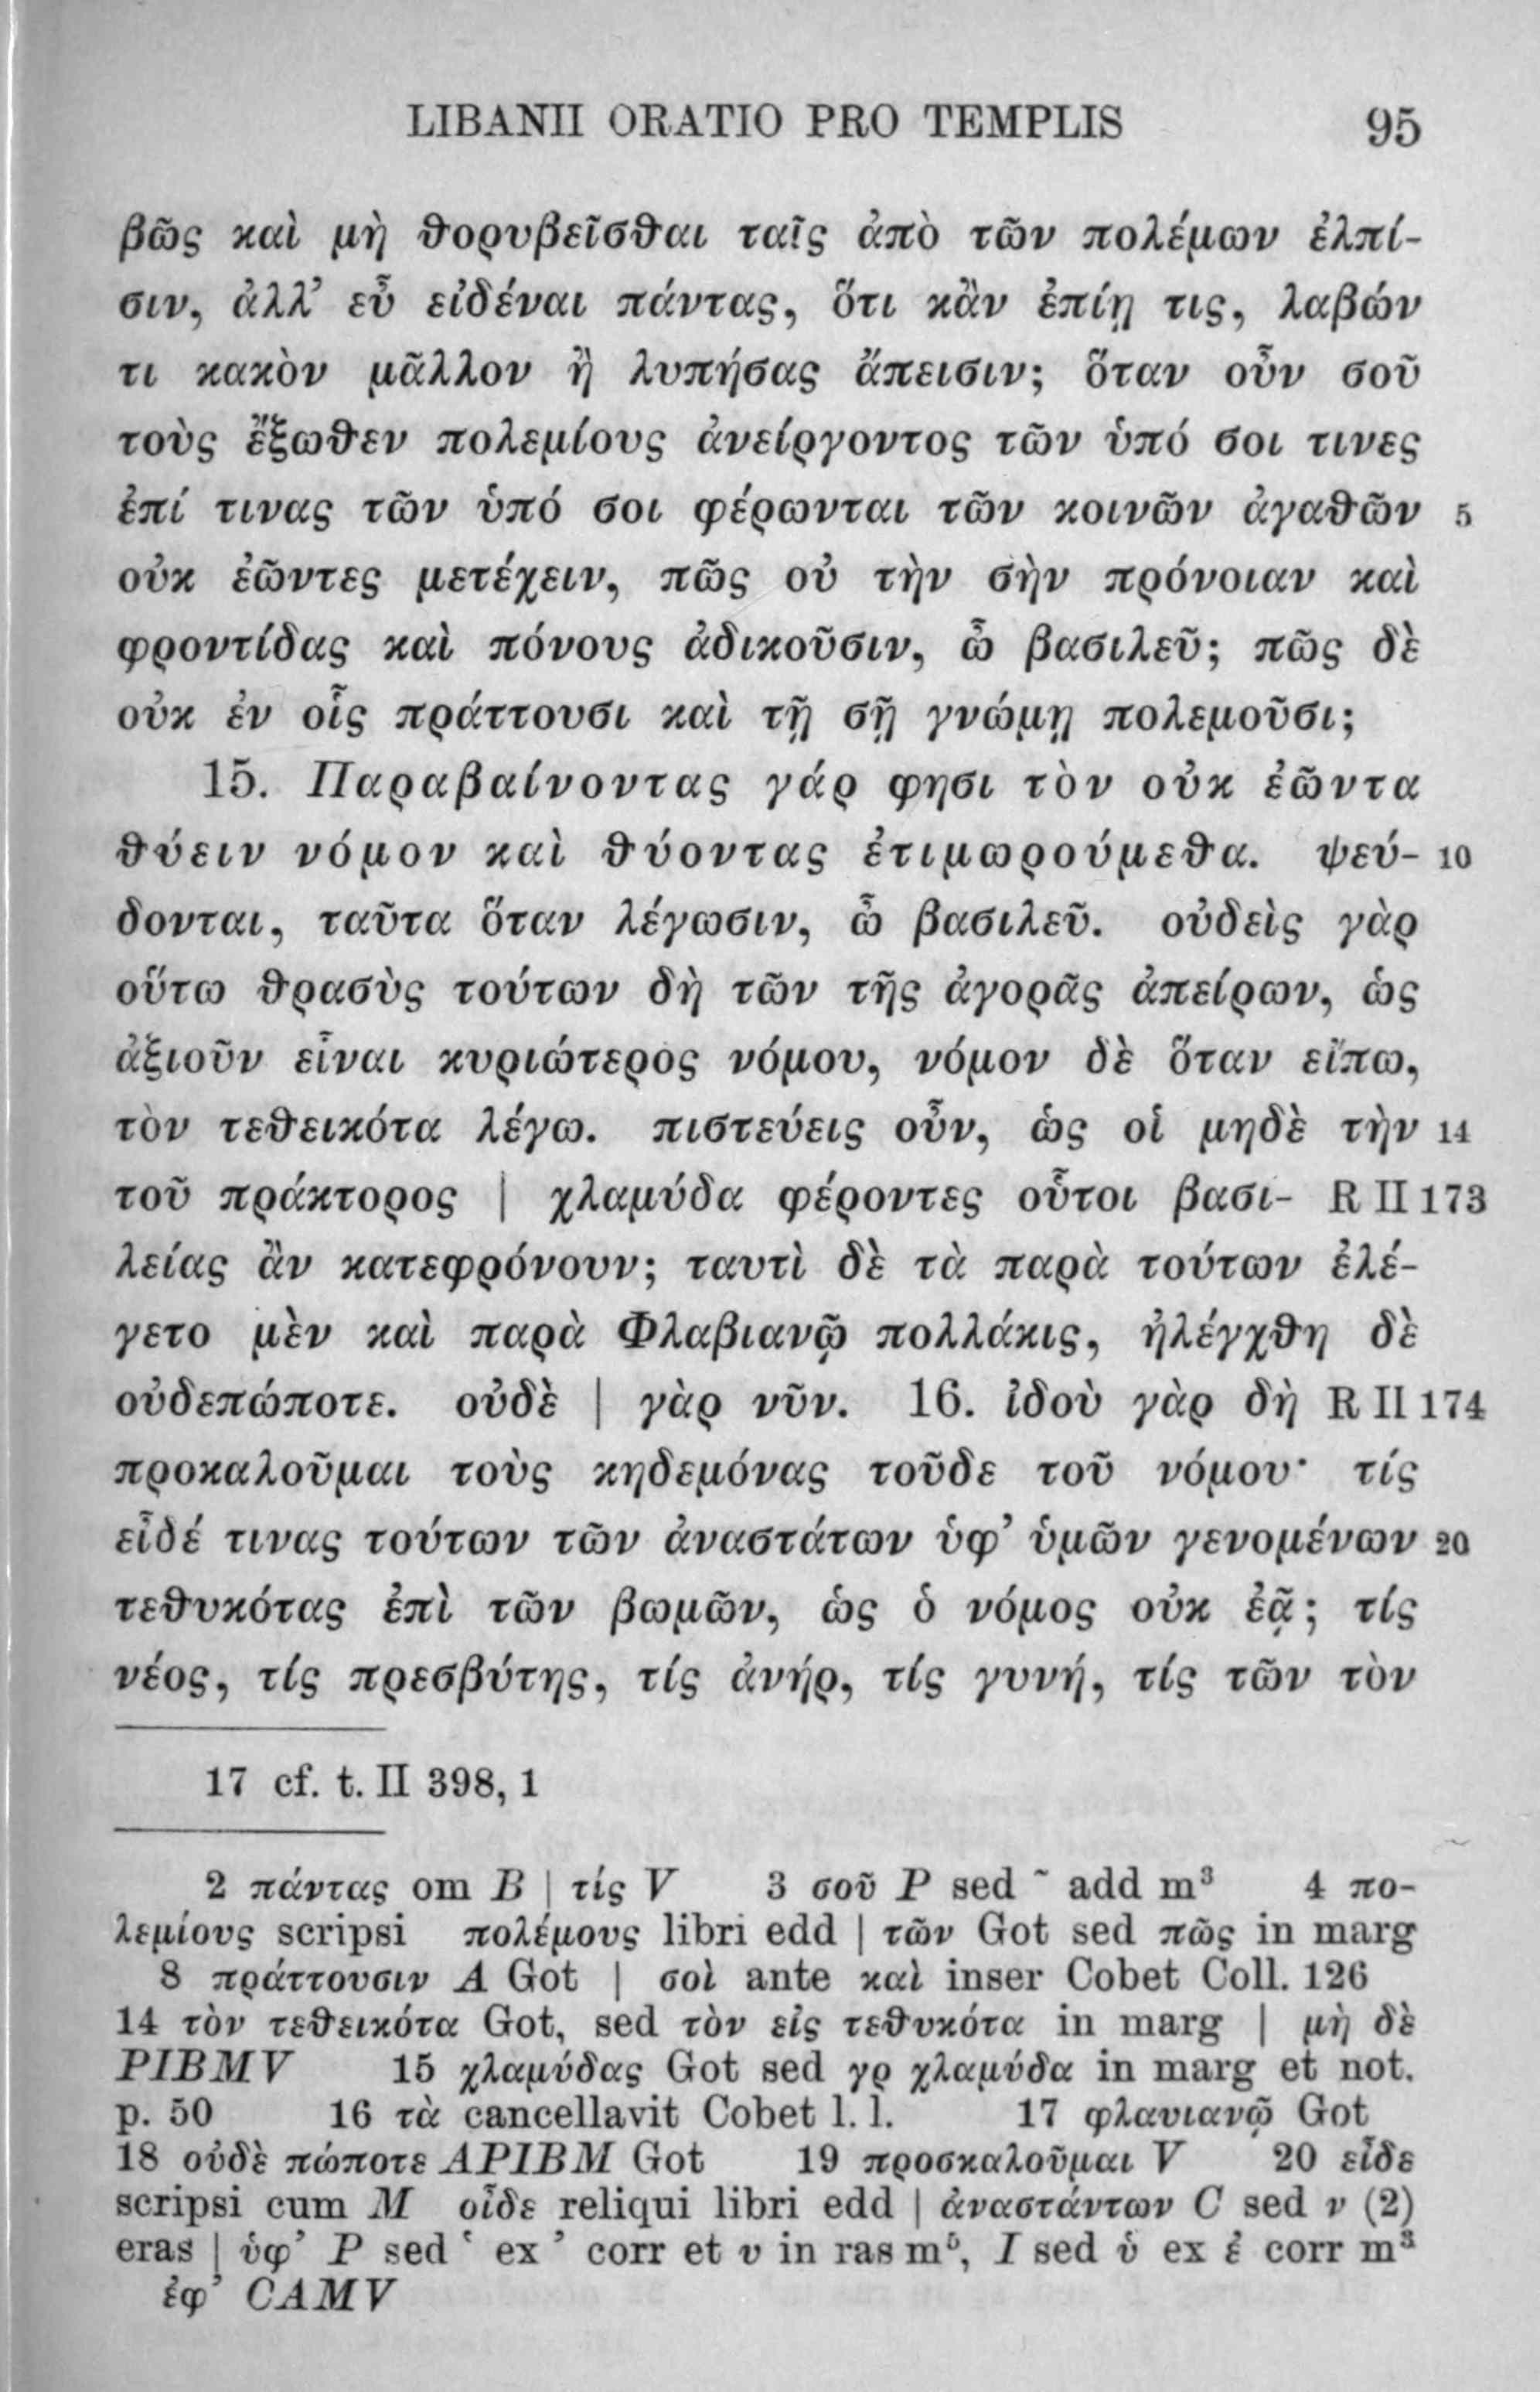 LIBANII ORATIO PRO TEMPLIS 95
βῶς καὶ μὴ θορυβεῖσθαι ταῖς ἀπὸ τῶν πολέμων ἐλπί-
σιν, ἀλλ’ εὖ εἰδέναι πάντας, ὅτι κἂν ἐπίῃ τις, λαβών
τι κακὸν μᾶλλον ἢ λυπήσας ἄπεισιν; ὅταν οὖν σοῦ
τοὺς ἔξωθεν πολεμίους ἀνείργοντος τῶν ὑπό σοι τινες
ἐπί τινας τῶν ὑπό σοι φέρωνται τῶν κοινῶν ἀγαθῶν 5
οὐκ ἐῶντες μετέχειν, πῶς οὐ τὴν σὴν πρόνοιαν καὶ
φροντίδας καὶ πόνους ἀδικοῦσιν, ὦ βασιλεῦ; πῶς δὲ
οὐκ ἐν οἷς πράττουσι καὶ τῇ σῇ γνώμῃ πολεμοῦσι;
15. Παραβαίνοντας γάρ φησι τὸν οὐκ ἐῶντα
θύειν νόμον καὶ θύοντας ἐτιμωρούμεθα. ψεύ- 10
δονται, ταῦτα ὅταν λέγωσιν, ὦ βασιλεῦ. οὐδεὶς γὰρ
οὕτω θρασὺς τούτων δὴ τῶν τῆς ἀγορᾶς ἀπείρων, ὡς
ἀξιοῦν εἶναι κυριώτερος νόμου, νόμον δὲ ὅταν εἴπω,
τὸν τεθεικότα λέγω. πιστεύεις οὖν, ὡς οἱ μηδὲ τὴν 14
τοῦ πράκτορος | χλαμύδα φέροντες οὗτοι βασι- R II 173
λείας ἂν κατεφρόνουν; ταυτὶ δὲ τὰ παρὰ τούτων ἐλέ-
γετο μὲν καὶ παρὰ Φλαβιανῷ πολλάκις, ἠλέγχθη δὲ
οὐδεπώποτε. οὐδὲ | γὰρ νῦν. 16. ἰδοὺ γὰρ δὴ R II 174
προκαλοῦμαι τοὺς κηδεμόνας τοῦδε τοῦ νόμου· τίς
εἶδέ τινας τούτων τῶν ἀναστάτων ὑφ’ ὑμῶν γενομένων 20
τεθυκότας ἐπὶ τῶν βωμῶν, ὡς ὁ νόμος οὐκ ἐᾷ; τίς
νέος, τίς πρεσβύτης, τίς ἀνήρ, τίς γυνή, τίς τῶν τὸν
17 cf. t. II 398, 1
2 πάντας om B | τίς V 3 σοῦ P sed ῀ add m³ 4 πο-
λεμίους scripsi πολέμους libri edd | τῶν Got sed πῶς in marg
8 πράττουσιν A Got | σοὶ ante καὶ inser Cobet Coll. 126
14 τὸν τεθεικότα Got, sed τὸν εἰς τεθυκότα in marg | μὴ δὲ
PIBMV 15 χλαμύδας Got sed γρ χλαμύδα in marg et not.
p. 50 16 τὰ cancellavit Cobet l. l. 17 φλαυιανῷ Got
18 οὐδὲ πώποτε APIBM Got 19 προσκαλοῦμαι V 20 εἶδε
scripsi cum M οἶδε reliqui libri edd | ἀναστάντων C sed ν (2)
eras | ὑφ’ P sed ʽ ex ʼ corr et υ in ras m⁵, I sed ὑ ex ἐ corr m³
ἐφ’ CAMV